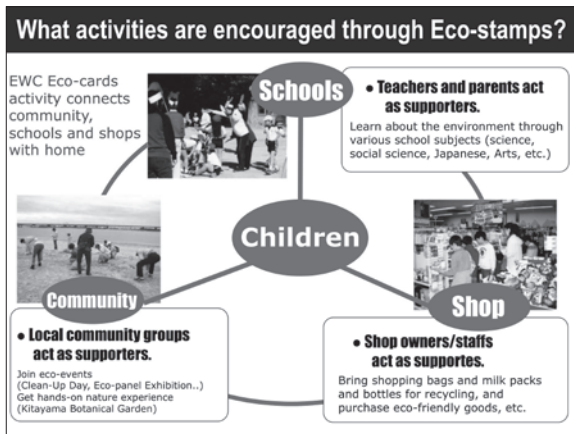 What activities are encouraged through Eco-stamps?
EWC Eco-cards
activity connects
community,
schools and shops
with home
Schools
● Teachers and parents act
as supporters.
Learn about the environment through
various school subjects (science,
social science, Japanese, Arts, etc.)
Children
Community
● Local community groups
act as supporters.
Join eco-events
(Clean-Up Day, Eco-panel Exhibition..)
Get hands-on nature experience
(Kitayama Botanical Garden)
Shop
● Shop owners/staffs
act as supportes.
Bring shopping bags and milk packs
and bottles for recycling, and
purchase eco-friendly goods, etc.